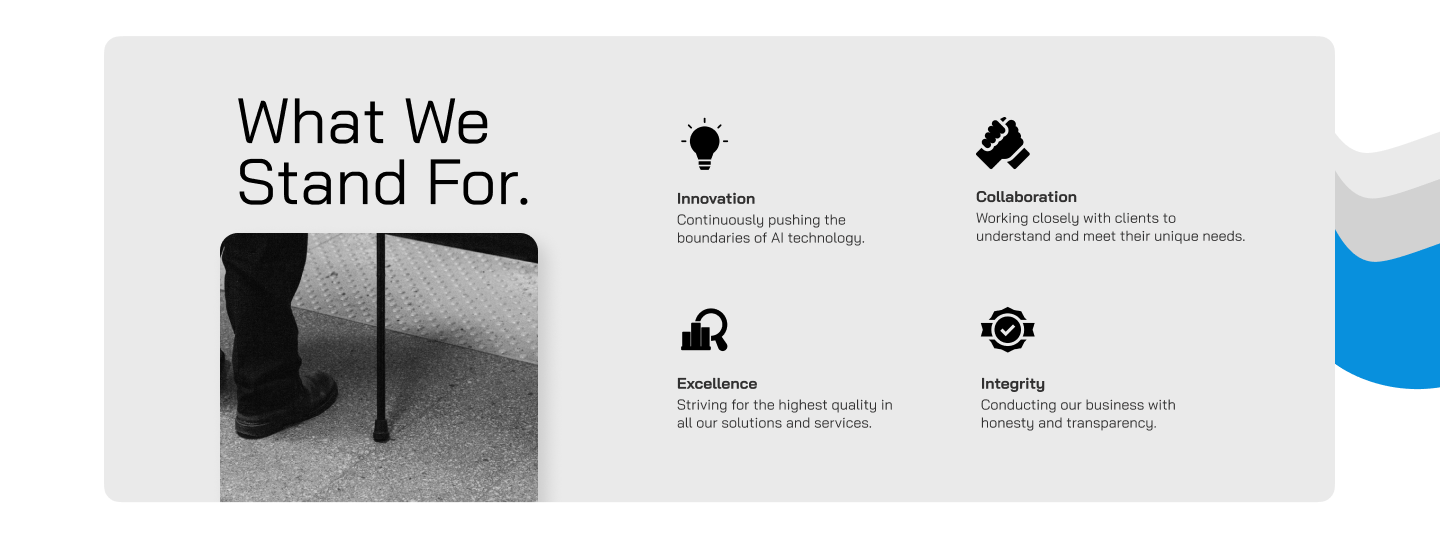 What We
Stand For.
Innovation
Continuously pushing the
boundaries of AI technology.
Collaboration
Working closely with clients to
understand and meet their unique needs.
Excellence
Striving for the highest quality in
all our solutions and services.
Integrity
Conducting our business with
honesty and transparency.